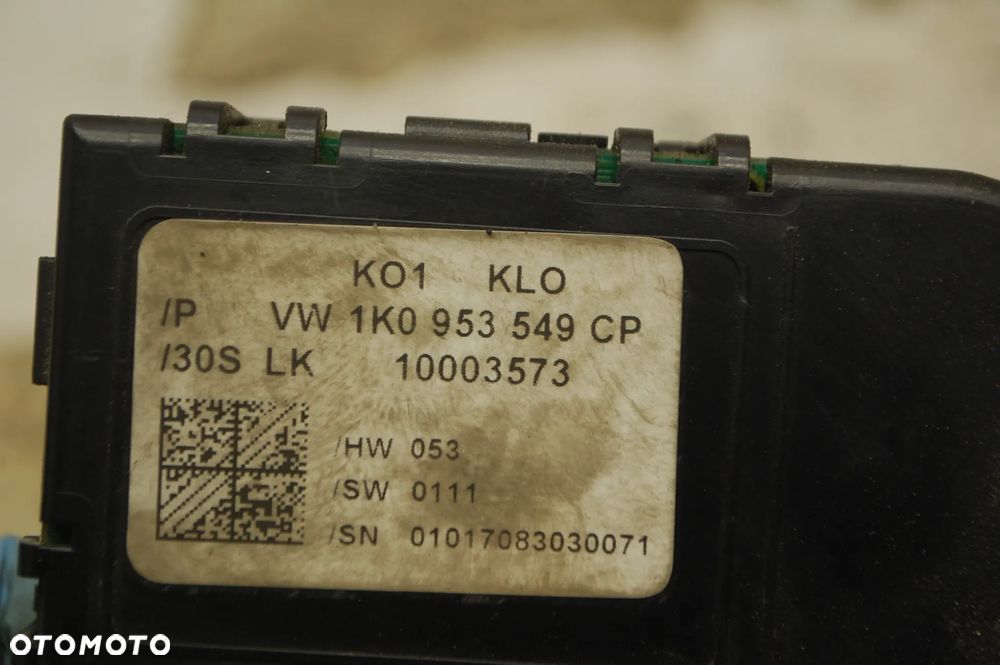 KO1 KLO
/P VW 1K0 953 549 CP
/30S LK 10003573
/HW 053
/SW 0111
/SN 01017083030071
OTOMOTO